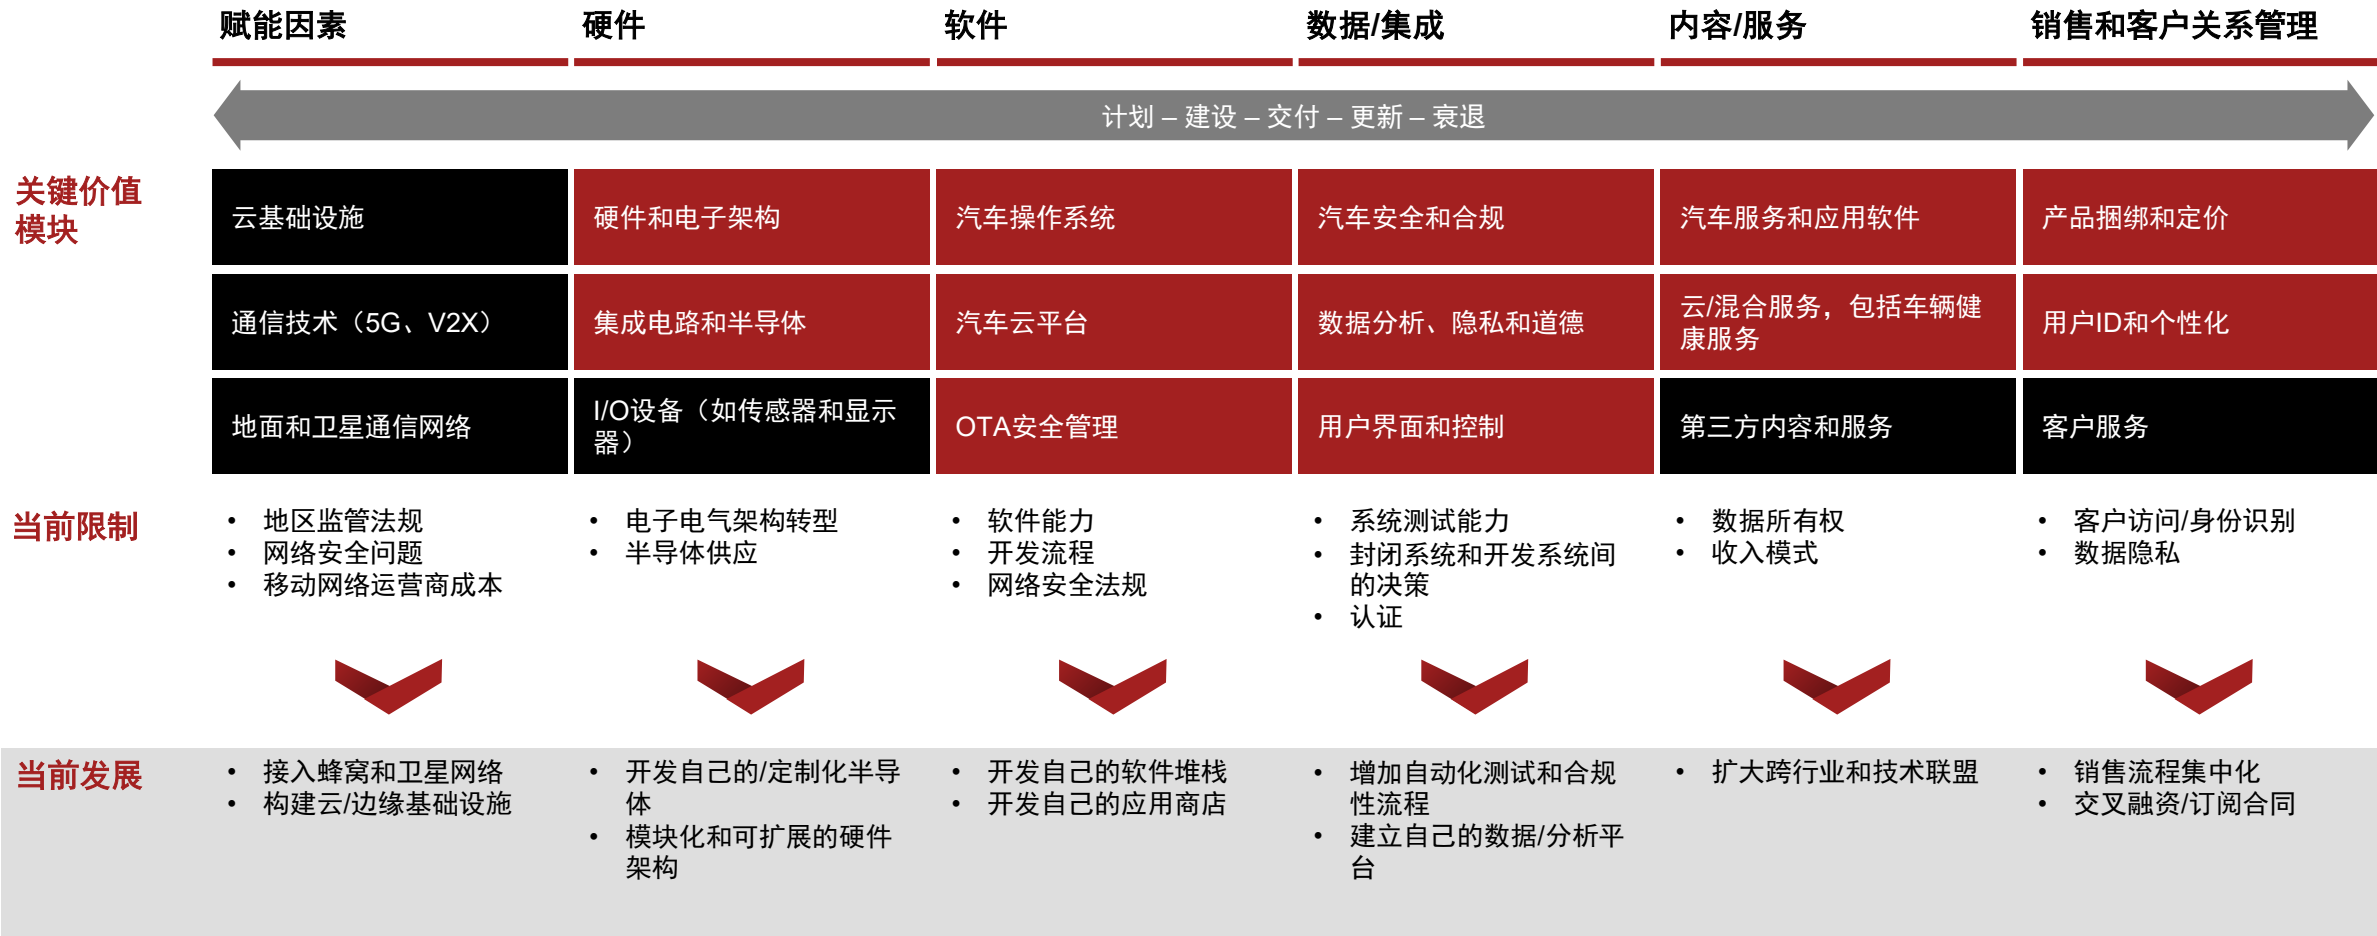 赋能因素
硬件
软件
数据/集成
内容/服务
销售和客户关系管理
计划 – 建设 – 交付 – 更新 – 衰退
关键价值
模块
云基础设施
硬件和电子架构
汽车操作系统
汽车安全和合规
汽车服务和应用软件
产品捆绑和定价
通信技术（5G、V2X）
集成电路和半导体
汽车云平台
数据分析、隐私和道德
云/混合服务，包括车辆健
康服务
用户ID和个性化
地面和卫星通信网络
I/O设备（如传感器和显示
器）
OTA安全管理
用户界面和控制
第三方内容和服务
客户服务
当前限制
• 地区监管法规
• 网络安全问题
• 移动网络运营商成本
• 电子电气架构转型
• 半导体供应
• 软件能力
• 开发流程
• 网络安全法规
• 系统测试能力
• 封闭系统和开发系统间
的决策
• 认证
• 数据所有权
• 收入模式
• 客户访问/身份识别
• 数据隐私
当前发展
• 接入蜂窝和卫星网络
• 构建云/边缘基础设施
• 开发自己的/定制化半导
体
• 模块化和可扩展的硬件
架构
• 开发自己的软件堆栈
• 开发自己的应用商店
• 增加自动化测试和合规
性流程
• 建立自己的数据/分析平
台
• 扩大跨行业和技术联盟
• 销售流程集中化
• 交叉融资/订阅合同